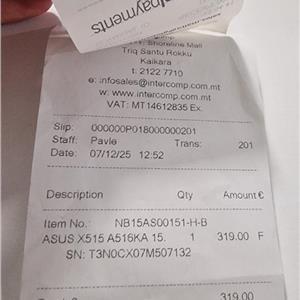 payments
Shoreline Mall
Triq Santu Rokku
Kalkara
t: 2122 7710
e: infosales@intercomp.com.mt
w: www.intercomp.com.mt
VAT: MT14612835 Ex.
Slip: 000000P018000000201
Staff: Pavle Trans: 201
Date: 07/12/25 12:52
Description Qty Amount €
Item No.: NB15AS00151-H-B
ASUS X515 A516KA 15. 1 319.00 F
SN: T3N0CX07M507132
319.00